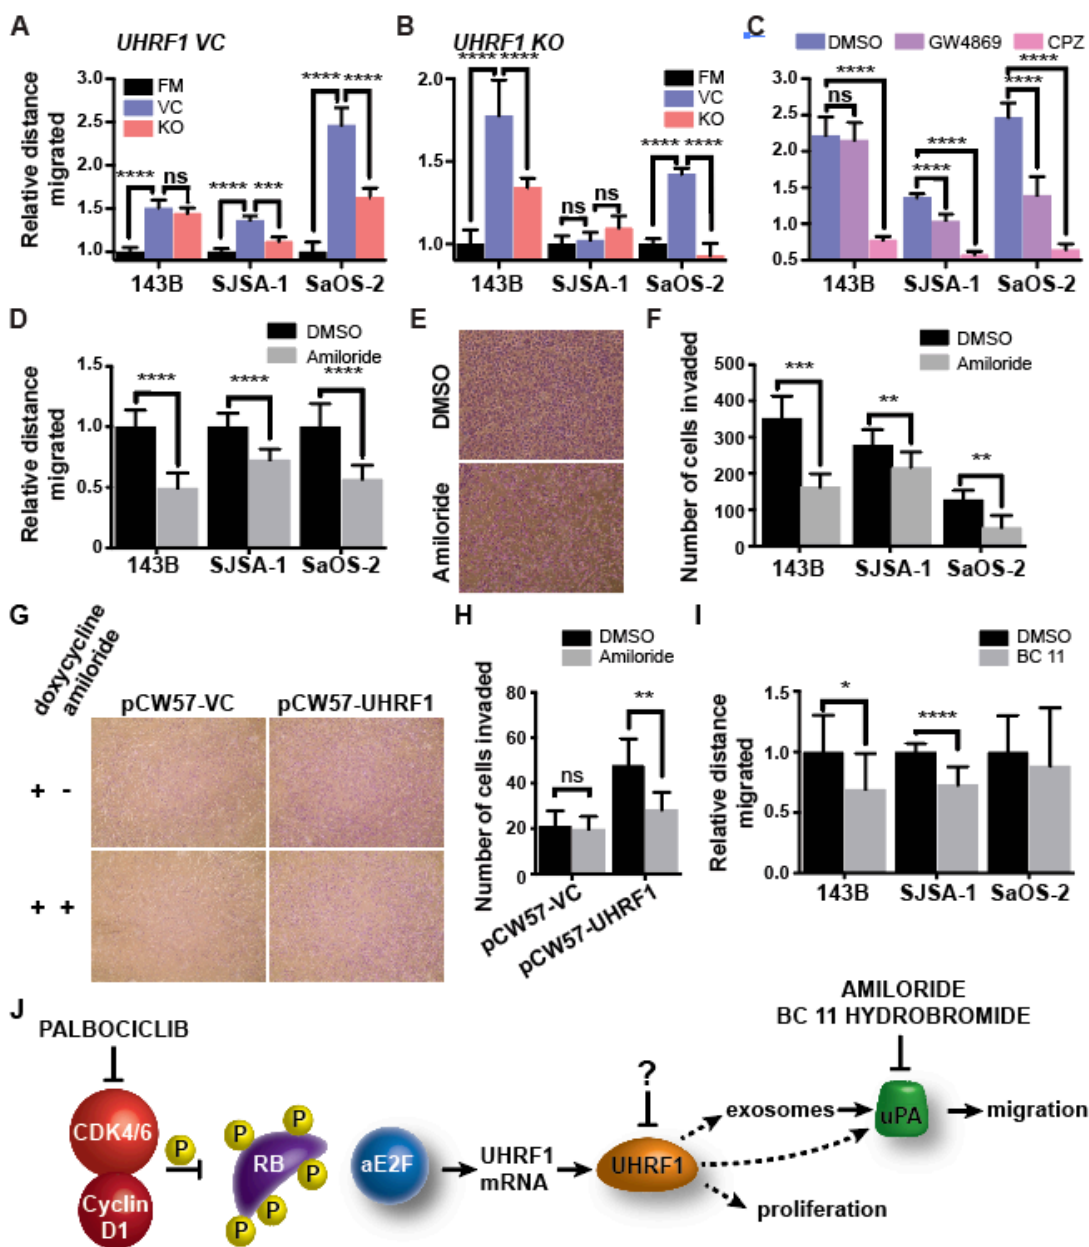 A
UHRF1 VC
Relative distance
migrated
3.0
2.5
2.0
1.5
1.0
FM
VC
KO
**** ns
**** ***
**** ****
143B SJSA-1 SaOS-2
B
UHRF1 KO
2.0
1.5
1.0
FM
VC
KO
**** ****
ns ns
**** ****
143B SJSA-1 SaOS-2
C
DMSO GW4869 CPZ
3.0
2.5
2.0
1.5
1.0
0.5
****
ns
****
****
****
****
143B SJSA-1 SaOS-2
D
Relative distance
migrated
DMSO
Amiloride
1.5
1.0
0.5
0
**** **** ****
143B SJSA-1 SaOS-2
E
DMSO
Amiloride
F
Number of cells invaded
DMSO
Amiloride
500
400
300
200
100
0
*** ** **
143B SJSA-1 SaOS-2
G
doxycycline
amiloride
pCW57-VC pCW57-UHRF1
+ -
+ +
H
Number of cells invaded
DMSO
Amiloride
80
60
40
20
0
ns **
pCW57-VC
pCW57-UHRF1
I
Relative distance
migrated
DMSO
BC 11
1.5
1.0
0.5
0.0
* ****
143B SJSA-1 SaOS-2
J
PALBOCICLIB
CDK4/6
Cyclin
D1
P
RB
P
P
P
P
P
P
aE2F
UHRF1
mRNA
?
UHRF1
exosomes
proliferation
AMILORIDE
BC 11 HYDROBROMIDE
uPA
migration